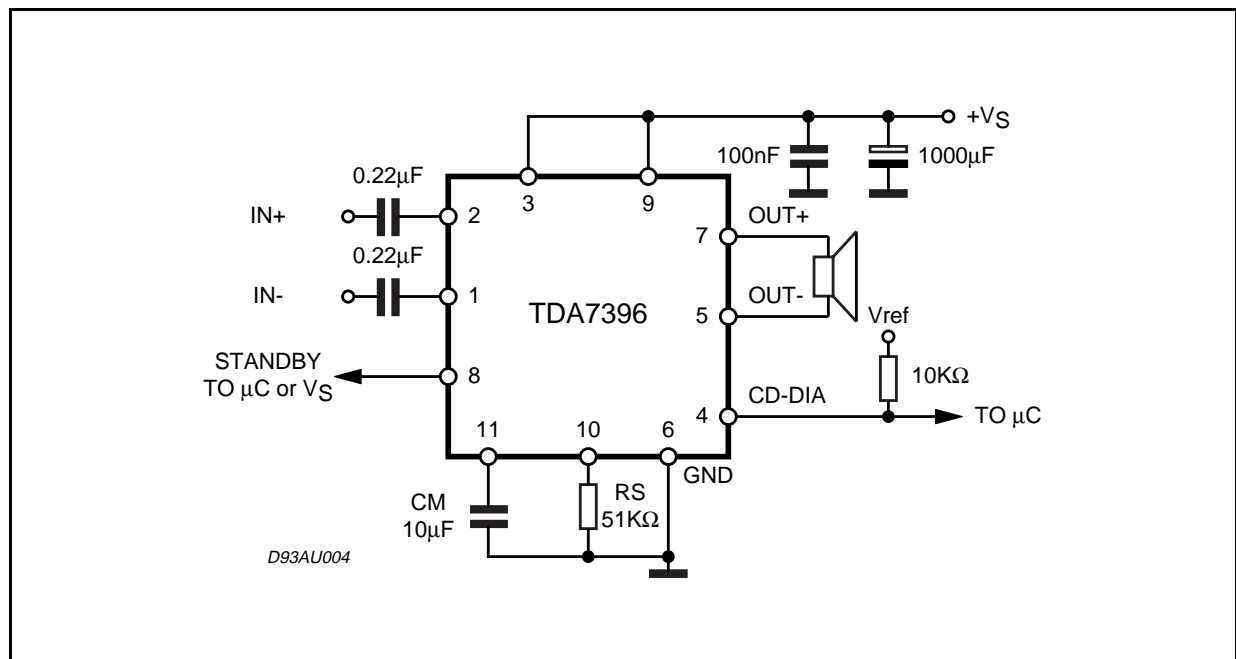 +VS
100nF
1000μF
0.22μF
3
9
IN+
2
OUT+
7
0.22μF
IN-
1
TDA7396
OUT-
5
Vref
STANDBY
TO μC or VS
8
10KΩ
CD-DIA
4
TO μC
11
10
6
GND
CM
10μF
RS
51KΩ
D93AU004